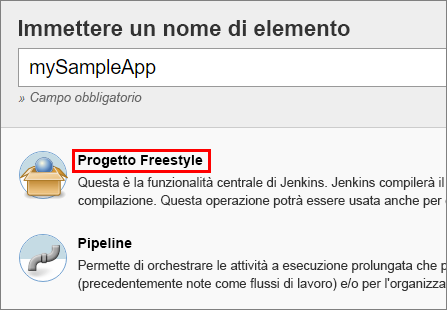 Immettere un nome di elemento
mySampleApp
» Campo obbligatorio
Progetto Freestyle
Questa è la funzionalità centrale di Jenkins. Jenkins compilerà il
compilazione. Questa operazione potrà essere usata anche per
Pipeline
Permette di orchestrare le attività a esecuzione prolungata che
(precedentemente note come flussi di lavoro) e/o per l'organizza